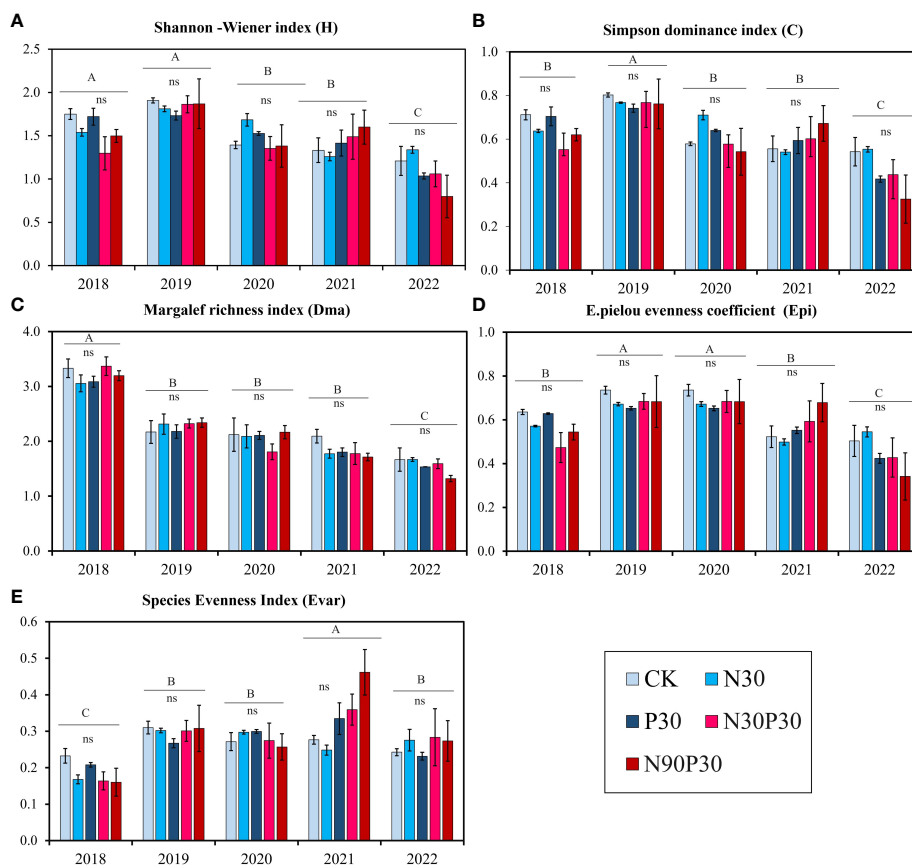 A
Shannon -Wiener index (H)
2.5
2.0
1.5
1.0
0.5
0.0
A
ns
A
ns
B
ns
B
ns
C
ns
2018 2019 2020 2021 2022
B
Simpson dominance index (C)
1.0
0.8
0.6
0.4
0.2
0.0
B
ns
A
ns
B
ns
B
ns
C
ns
2018 2019 2020 2021 2022
C
Margalef richness index (Dma)
4.0
3.0
2.0
1.0
0.0
A
ns
B
ns
B
ns
B
ns
C
ns
2018 2019 2020 2021 2022
D
E.pielou evenness coefficient (Epi)
1.0
0.8
0.6
0.4
0.2
0.0
B
ns
A
ns
A
ns
B
ns
C
ns
2018 2019 2020 2021 2022
E
Species Evenness Index (Evar)
0.6
0.5
0.4
0.3
0.2
0.1
0.0
C
ns
B
ns
B
ns
A
ns
B
ns
2018 2019 2020 2021 2022
CK N30
P30 N30P30
N90P30